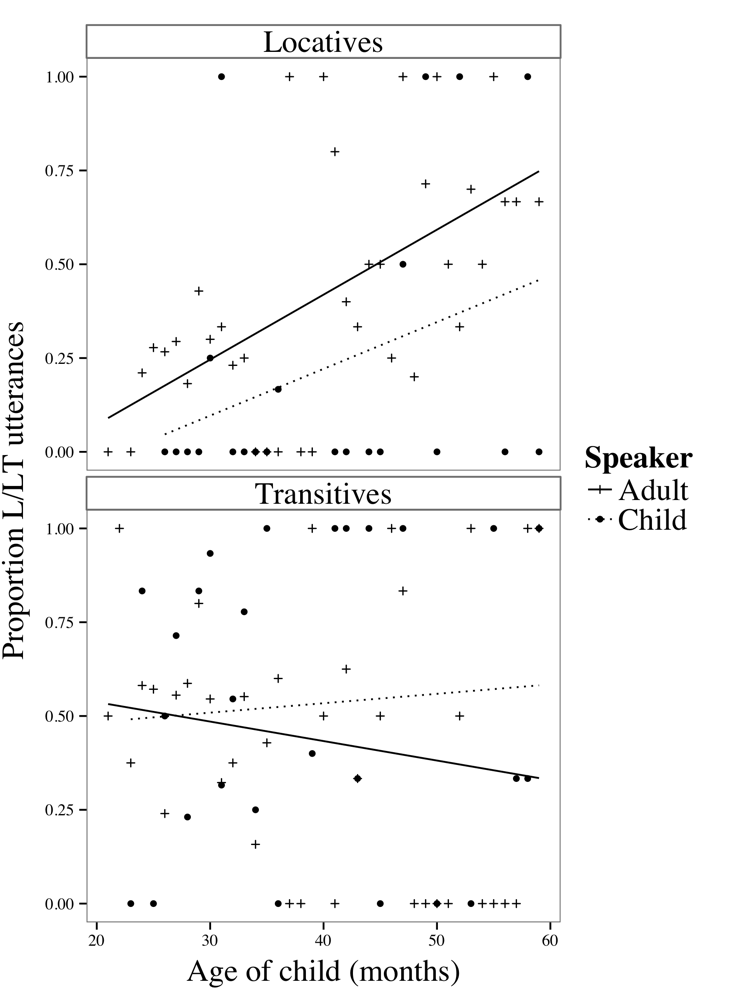 Locatives
1.00
0.75
0.50
0.25
0.00
Transitives
1.00
0.75
0.50
0.25
0.00
20 30 40 50 60
Age of child (months)
Proportion L/LT utterances
Speaker
Adult
Child